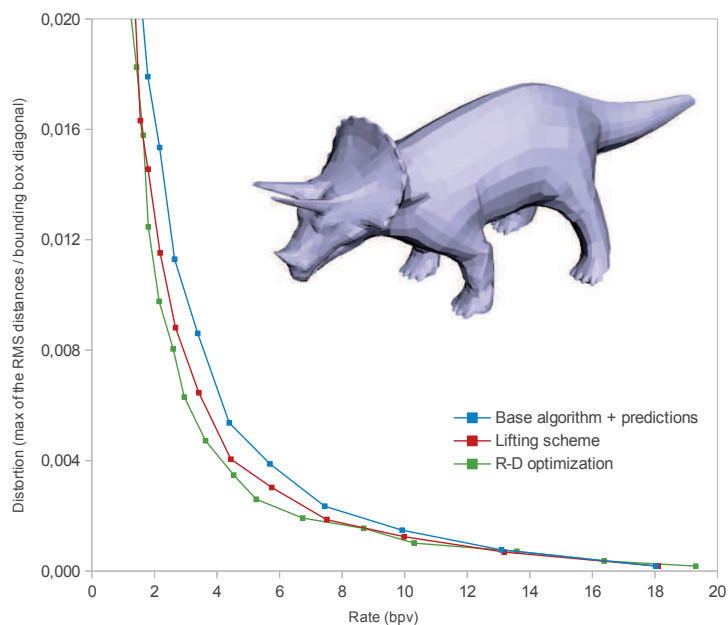 0,020
0,016
0,012
0,008
0,004
0,000
Distortion (max of the RMS distances / bounding box diagonal)
Base algorithm + predictions
Lifting scheme
R-D optimization
0 2 4 6 8 10 12 14 16 18 20
Rate (bpv)